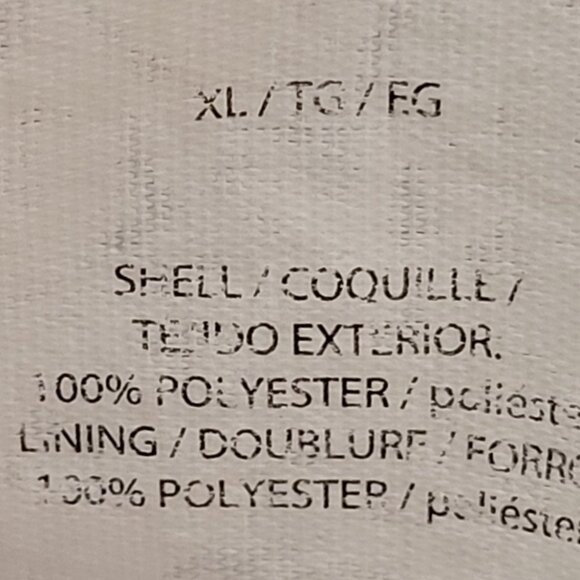 XL / TG / EG
SHELL / COQUILLE /
TEJIDO EXTERIOR.
100% POLYESTER / poliéste
LINING / DOUBLURE / FORRO
100% POLYESTER / poliéster